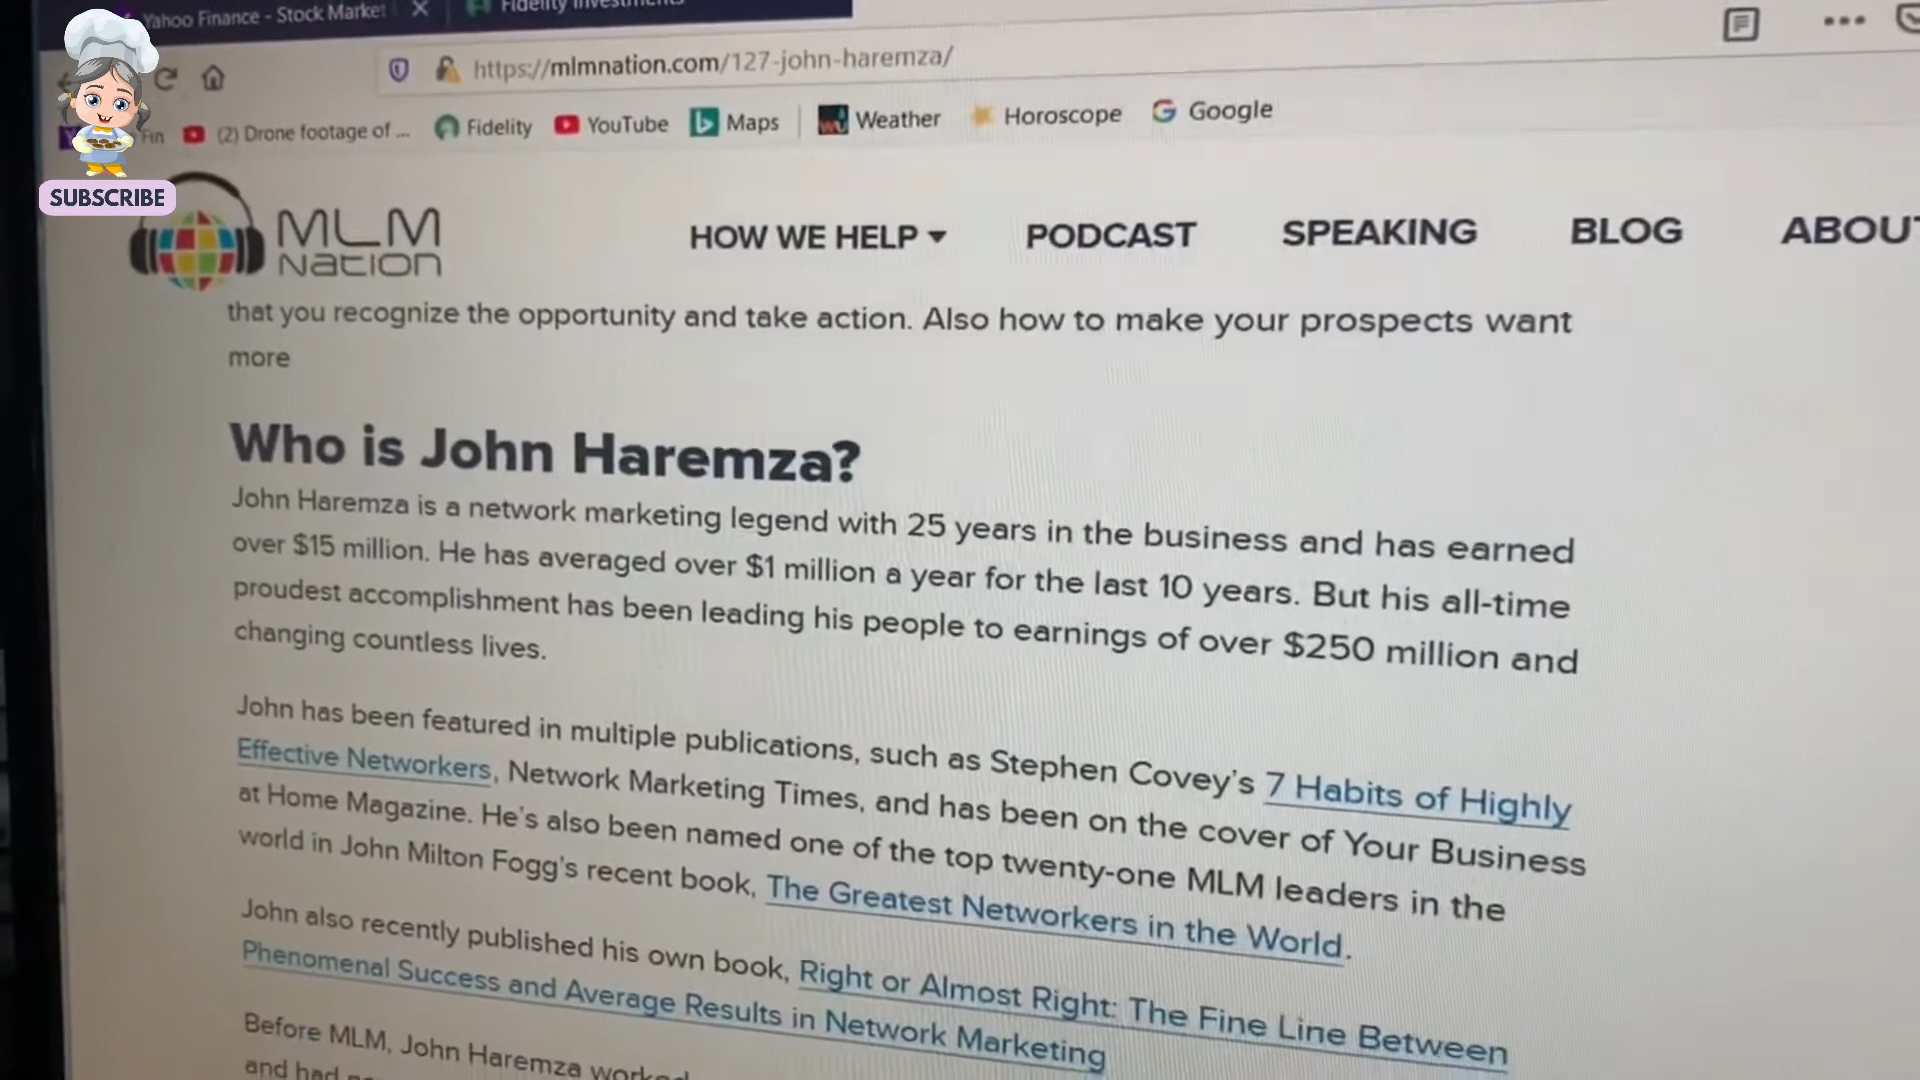 Yahoo Finance - Stock Market
Fidelity Investments
https://mlmnation.com/127-john-haremza/
Fin
(2) Drone footage of ...
Fidelity
YouTube
Maps
Weather
Horoscope
Google
SUBSCRIBE
MLM
Nation
HOW WE HELP
PODCAST
SPEAKING
BLOG
ABOUT
that you recognize the opportunity and take action. Also how to make your prospects want
more
Who is John Haremza?
John Haremza is a network marketing legend with 25 years in the business and has earned
over $15 million. He has averaged over $1 million a year for the last 10 years. But his all-time
proudest accomplishment has been leading his people to earnings of over $250 million and
changing countless lives.
John has been featured in multiple publications, such as Stephen Covey's 7 Habits of Highly
Effective Networkers, Network Marketing Times, and has been on the cover of Your Business
at Home Magazine. He's also been named one of the top twenty-one MLM leaders in the
world in John Milton Fogg's recent book, The Greatest Networkers in the World.
John also recently published his own book, Right or Almost Right: The Fine Line Between
Phenomenal Success and Average Results in Network Marketing
Before MLM, John Haremza worked
and had